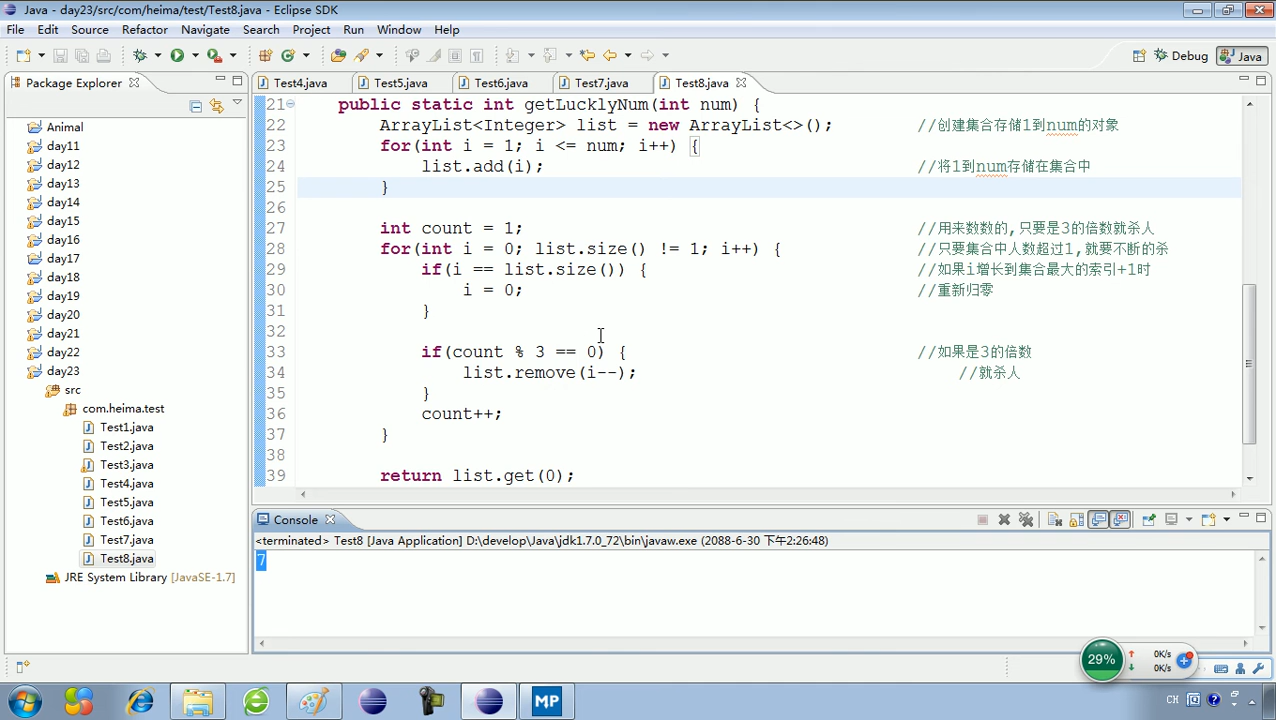 Java - day23/src/com/heima/test/Test8.java - Eclipse SDK
File Edit Source Refactor Navigate Search Project Run Window Help
Debug Java
Package Explorer
Test4.java Test5.java Test6.java Test7.java Test8.java
Animal
day11
day12
day13
day14
day15
day16
day17
day18
day19
day20
day21
day22
day23
src
com.heima.test
Test1.java
Test2.java
Test3.java
Test4.java
Test5.java
Test6.java
Test7.java
Test8.java
JRE System Library [JavaSE-1.7]
21 public static int getLucklyNum(int num) {
22 ArrayList<Integer> list = new ArrayList<>(); //创建集合存储1到num的对象
23 for(int i = 1; i <= num; i++) {
24 list.add(i); //将1到num存储在集合中
25 }
26
27 int count = 1; //用来数数的,只要是3的倍数就杀人
28 for(int i = 0; list.size() != 1; i++) { //只要集合中人数超过1,就要不断的杀
29 if(i == list.size()) { //如果i增长到集合最大的索引+1时
30 i = 0; //重新归零
31 }
32
33 if(count % 3 == 0) { //如果是3的倍数
34 list.remove(i--); //就杀人
35 }
36 count++;
37 }
38
39 return list.get(0);
Console
<terminated> Test8 [Java Application] D:\develop\Java\jdk1.7.0_72\bin\javaw.exe (2088-6-30 下午2:26:48)
7
29%
0K/s
0K/s
MP
CH